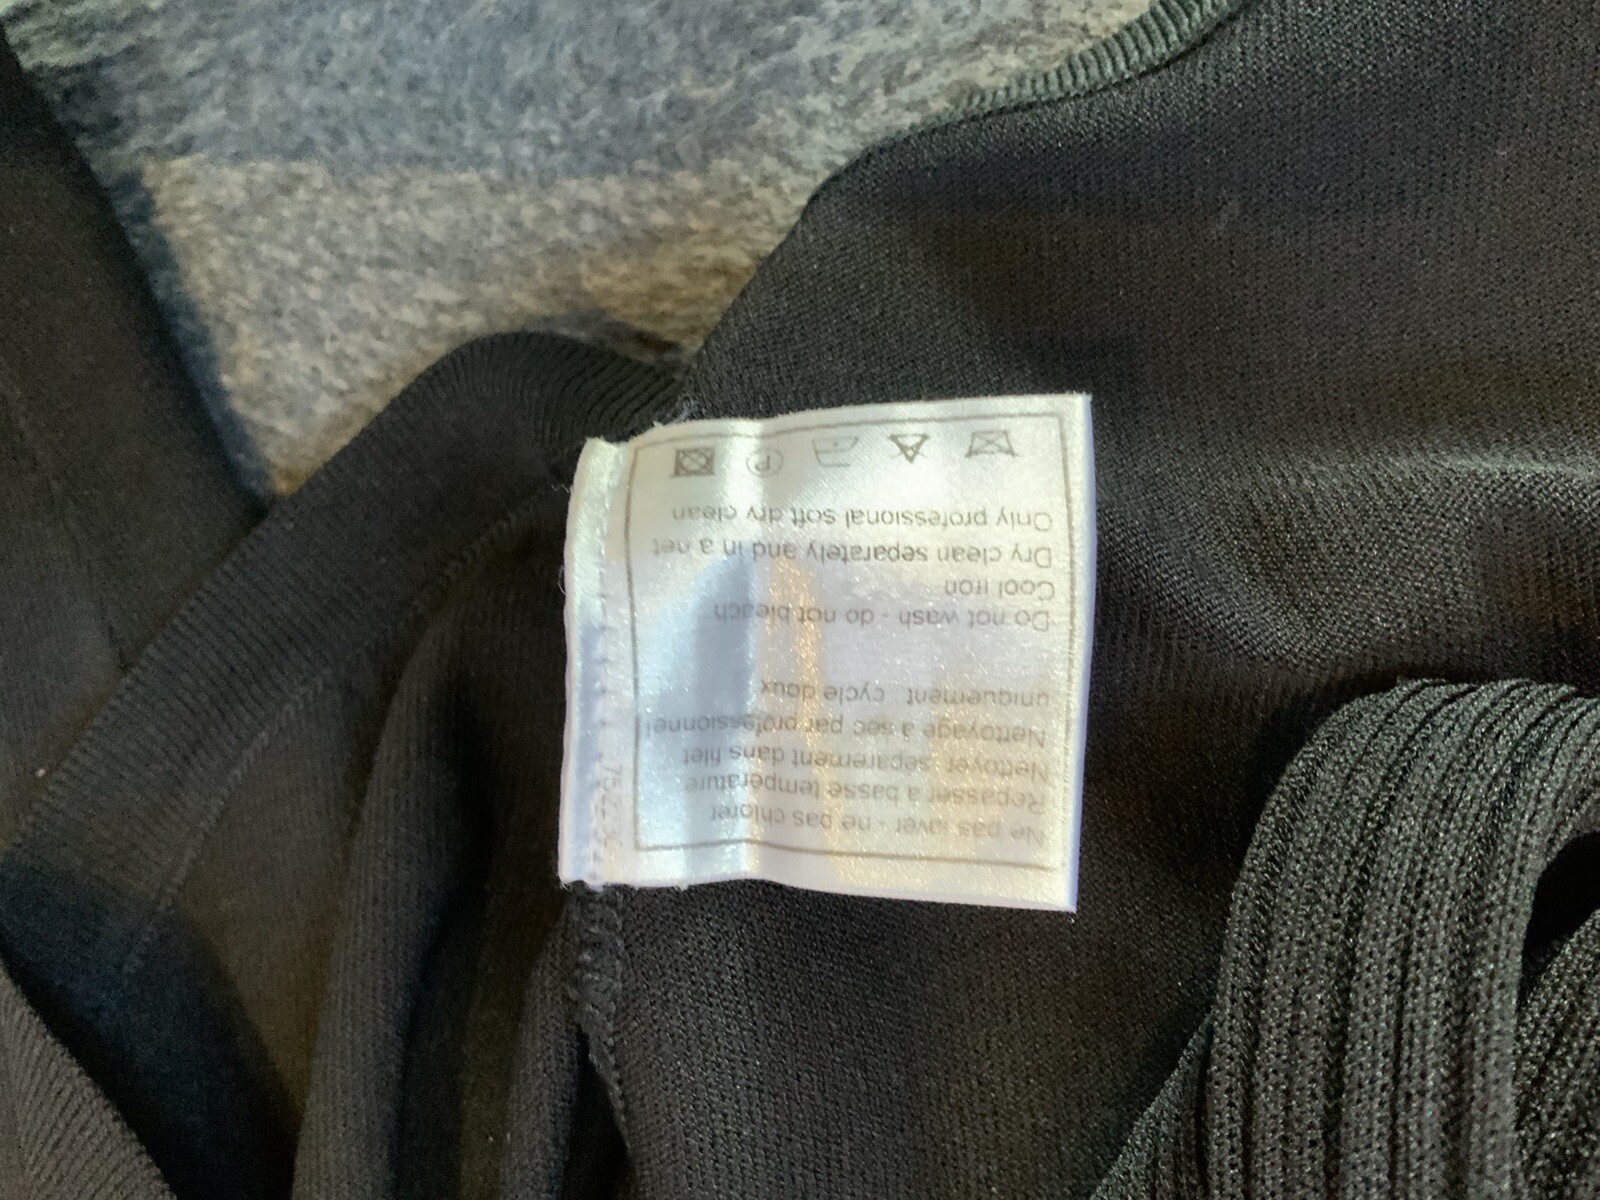 Ne pas laver - ne pas chlorer
Repasser a basse temperature
Nettoyer separement dans filet
Nettoyage a sec par professionnel
uniquement cycle doux
Do not wash - do not bleach
Cool iron
Dry clean separately and in a net
Only professional soft dry clean
P